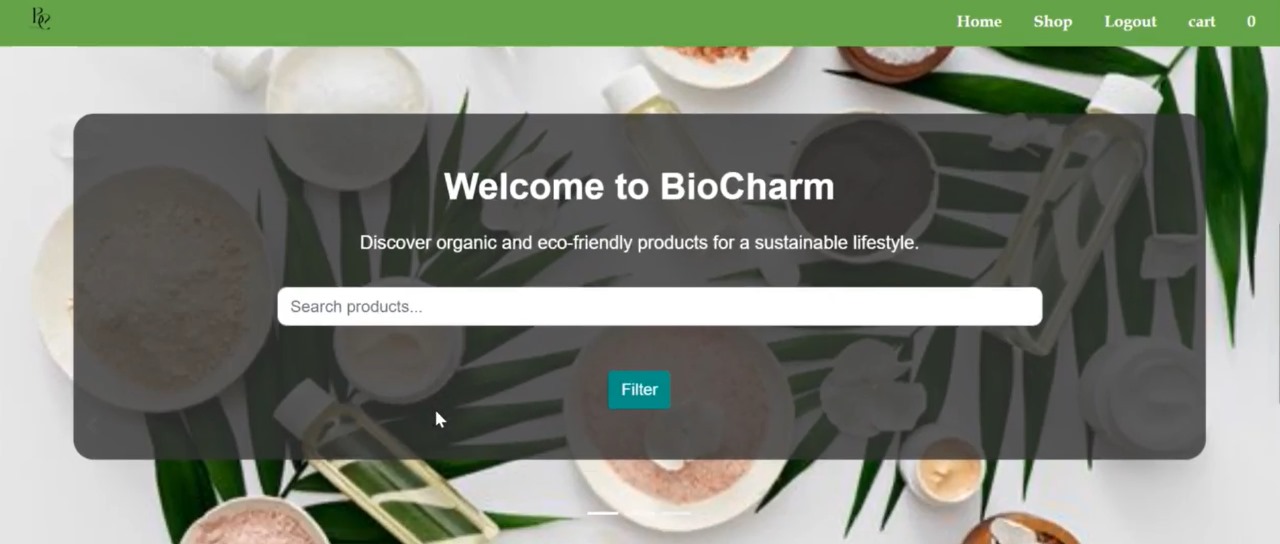 BC
Home Shop Logout cart 0
Welcome to BioCharm
Discover organic and eco-friendly products for a sustainable lifestyle.
Search products...
Filter